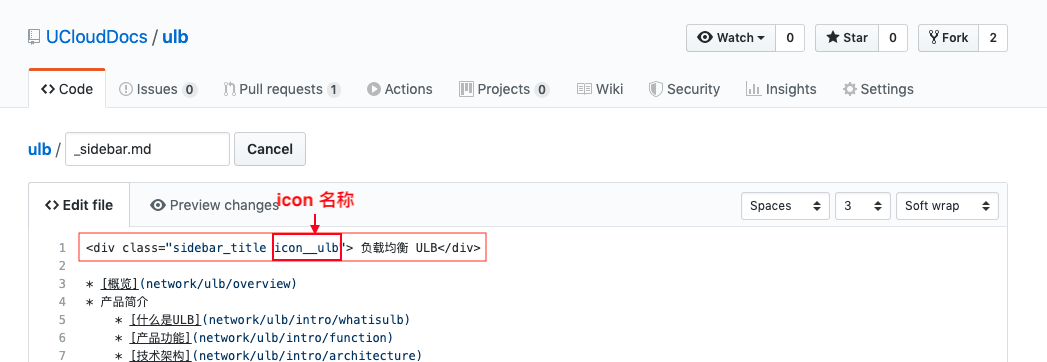 UCloudDocs / ulb
Watch 0 Star 0 Fork 2
Code Issues 0 Pull requests 1 Actions Projects 0 Wiki Security Insights Settings
ulb / _sidebar.md Cancel
icon 名称
Edit file Preview changes Spaces 3 Soft wrap
1 <div class="sidebar_title icon__ulb"> 负载均衡 ULB</div>
2
3 * [概览](network/ulb/overview)
4 * 产品简介
5 * [什么是ULB](network/ulb/intro/whatisulb)
6 * [产品功能](network/ulb/intro/function)
7 * [技术架构](network/ulb/intro/architecture)